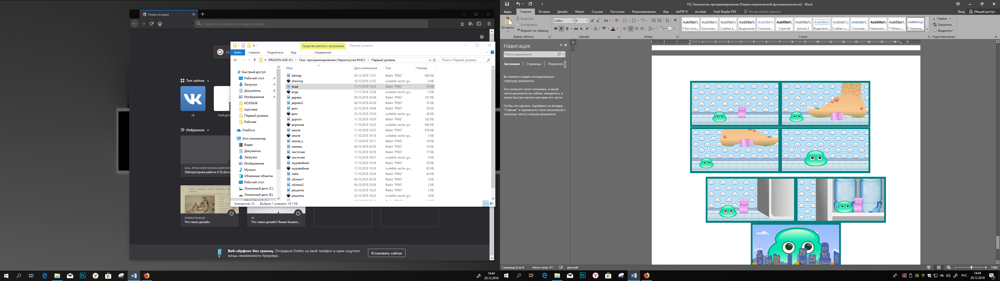 Новая вкладка
Найдите в Google или введите адрес
Топ сайтов
vk
mail.goo
Избранное
MAIL-ATTACHMENT.GOOGLEUSERCONT
Лабораторная работа 4 (1).docx
OFORMITELBLOK
Что такое дизайн
FB
Что такое дизайн? Какие бываю...
Веб-сёрфинг без границ. Отправьте Firefox на свой телефон и сами ощутите
мощь независимого браузера.
Установить сейчас
Средства работы с рисунками
Первый уровень
Файл
Главная
Поделиться
Вид
Управление
« DRAGON AGE (F:) › Техн. программирования (Черноскутов М.Ю.) › Первый уровень
Поиск: Первый уровень
Быстрый доступ
Рабочий стол
Загрузки
Документы
Изображения
КОЛЛАЖ
курсовая
Первый уровень
Рабочая
OneDrive
Этот компьютер
Видео
Документы
Загрузки
Изображения
Музыка
Объемные объекты
Рабочий стол
Локальный диск (C:)
Локальный диск (E:)
Имя Дата изменения Тип Размер
bitmap 09.12.2018 17:01 Файл "PNG" 806 КБ
drawing 16.10.2018 21:02 scalable vector gr... 4 КБ
вода 11.11.2018 15:25 Файл "PNG" 19 КБ
вода 11.11.2018 15:26 scalable vector gr... 5 КБ
дерево 04.10.2018 20:49 Файл "PNG" 147 КБ
дерево2 04.10.2018 20:50 Файл "PNG" 35 КБ
дом 23.10.2018 19:49 Файл "PNG" 30 КБ
дом 23.10.2018 19:50 scalable vector gr... 34 КБ
дорога 11.10.2018 10:30 Файл "PNG" 182 КБ
дорожка 11.10.2018 10:25 scalable vector gr... 944 КБ
земля 11.10.2018 10:32 Файл "PNG" 674 КБ
земля 17.10.2018 18:18 scalable vector gr... 5 КБ
земля_к 17.10.2018 18:11 Файл "PNG" 10 КБ
камень 04.10.2018 20:50 Файл "PNG" 10 КБ
листочек 17.10.2018 16:18 Файл "PNG" 17 КБ
листочек 17.10.2018 16:37 scalable vector gr... 9 КБ
муравейник 17.10.2018 18:16 Файл "PNG" 39 КБ
муравейник 17.10.2018 18:18 scalable vector gr... 83 КБ
небо 11.10.2018 10:34 Файл "PNG" 44 КБ
облако1 04.10.2018 20:58 Файл "PNG" 3 КБ
облако2 04.10.2018 20:58 Файл "PNG" 2 КБ
решетка 23.10.2018 19:22 Файл "PNG" 3 КБ
решетка 23.10.2018 19:22 scalable vector gr... 4 КБ
Элементов: 25 Выбран 1 элемент: 18,7 КБ
14:44
20.12.2018
ПЗ_Технологии программирования [Режим ограниченной функциональности] - Word
Файл Главная Вставка Дизайн Макет Ссылки Рассылки Рецензирование Вид doPDF 9 Acrobat Foxit Reader PDF Что вы хотите сделать?
Вход Общий доступ
Вставить
Вырезать
Копировать
Формат по образцу
Буфер обмена
Calibri 9
Шрифт
Абзац
¶ Без инте... Заголово... Слабое в... Выделение Сильное... Строгий Цитата 2 Выделенн... Слабая сс... Сильная... Название... ¶ Абзац с... ¶ Названи...
Стили
Найти
Заменить
Выделить
Редактирование
Навигация
Поиск в документе
Заголовки Страницы Результать
Вы можете создать интерактивную
структуру документа.
Это позволит легко понимать, в какой
части документа вы сейчас находитесь, а
также быстро менять местами его части.
Чтобы это сделать, перейдите на вкладку
"Главная" и примените стили заголовков к
нужному тексту в вашем документе.
Страница 8 из 9 Число слов: 471 русский
130%
РУС
14:44
20.12.2018